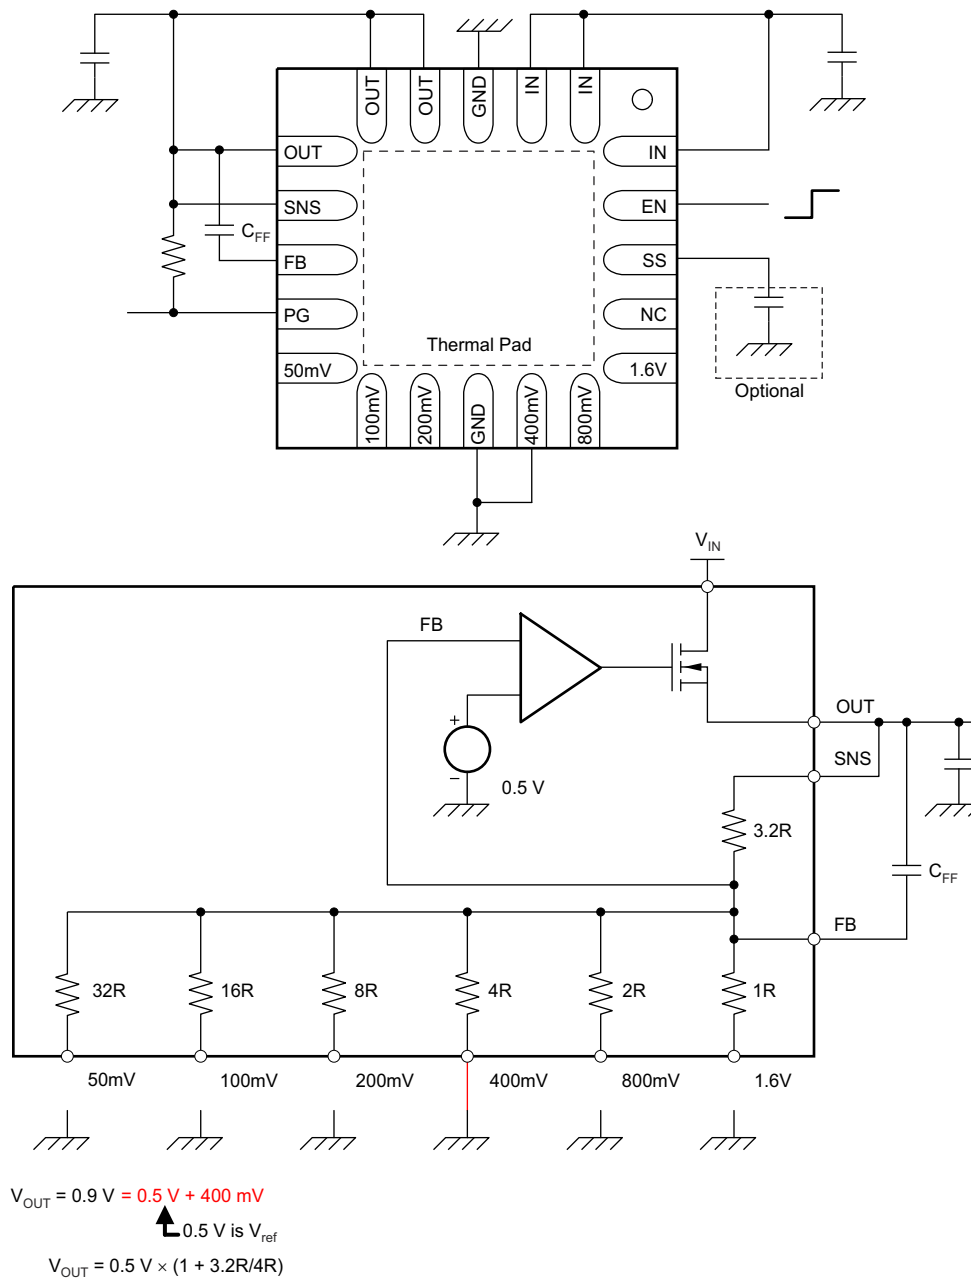 OUT
OUT
GND
IN
IN
OUT
IN
SNS
EN
C_FF
FB
SS
PG
NC
Thermal Pad
50mV
1.6V
100mV
200mV
GND
400mV
800mV
Optional
V_IN
FB
+
−
0.5 V
OUT
SNS
3.2R
C_FF
FB
32R
16R
8R
4R
2R
1R
50mV
100mV
200mV
400mV
800mV
1.6V
V_OUT = 0.9 V = 0.5 V + 400 mV
0.5 V is V_ref
V_OUT = 0.5 V × (1 + 3.2R/4R)